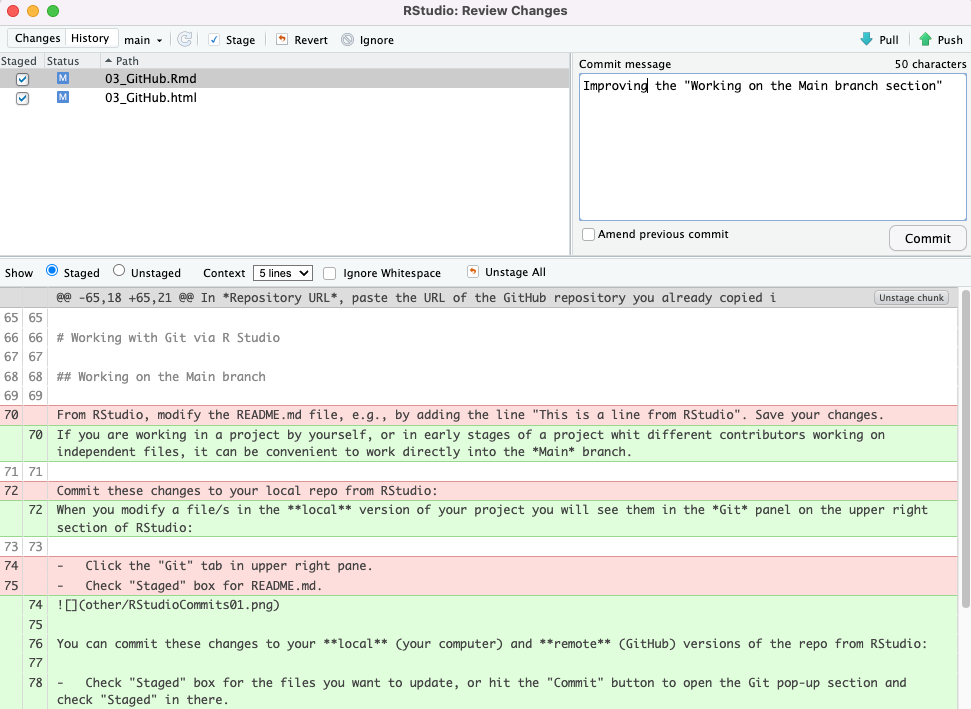 RStudio: Review Changes
Changes History main Stage Revert Ignore Pull Push
Staged Status Path
M 03_GitHub.Rmd
M 03_GitHub.html
Commit message 50 characters
Improving the "Working on the Main branch section"
Amend previous commit
Commit
Show Staged Unstaged Context 5 lines Ignore Whitespace Unstage All
@@ -65,18 +65,21 @@ In *Repository URL*, paste the URL of the GitHub repository you already copied i Unstage chunk
65 65
66 66 # Working with Git via R Studio
67 67
68 68 ## Working on the Main branch
69 69
70 From RStudio, modify the README.md file, e.g., by adding the line "This is a line from RStudio". Save your changes.
70 If you are working in a project by yourself, or in early stages of a project whit different contributors working on
independent files, it can be convenient to work directly into the *Main* branch.
71 71
72 Commit these changes to your local repo from RStudio:
72 When you modify a file/s in the **local** version of your project you will see them in the *Git* panel on the upper right
section of RStudio:
73 73
74 - Click the "Git" tab in upper right pane.
75 - Check "Staged" box for README.md.
74 ![](other/RStudioCommits01.png)
75
76 You can commit these changes to your **local** (your computer) and **remote** (GitHub) versions of the repo from RStudio:
77
78 - Check "Staged" box for the files you want to update, or hit the "Commit" button to open the Git pop-up section and
check "Staged" in there.